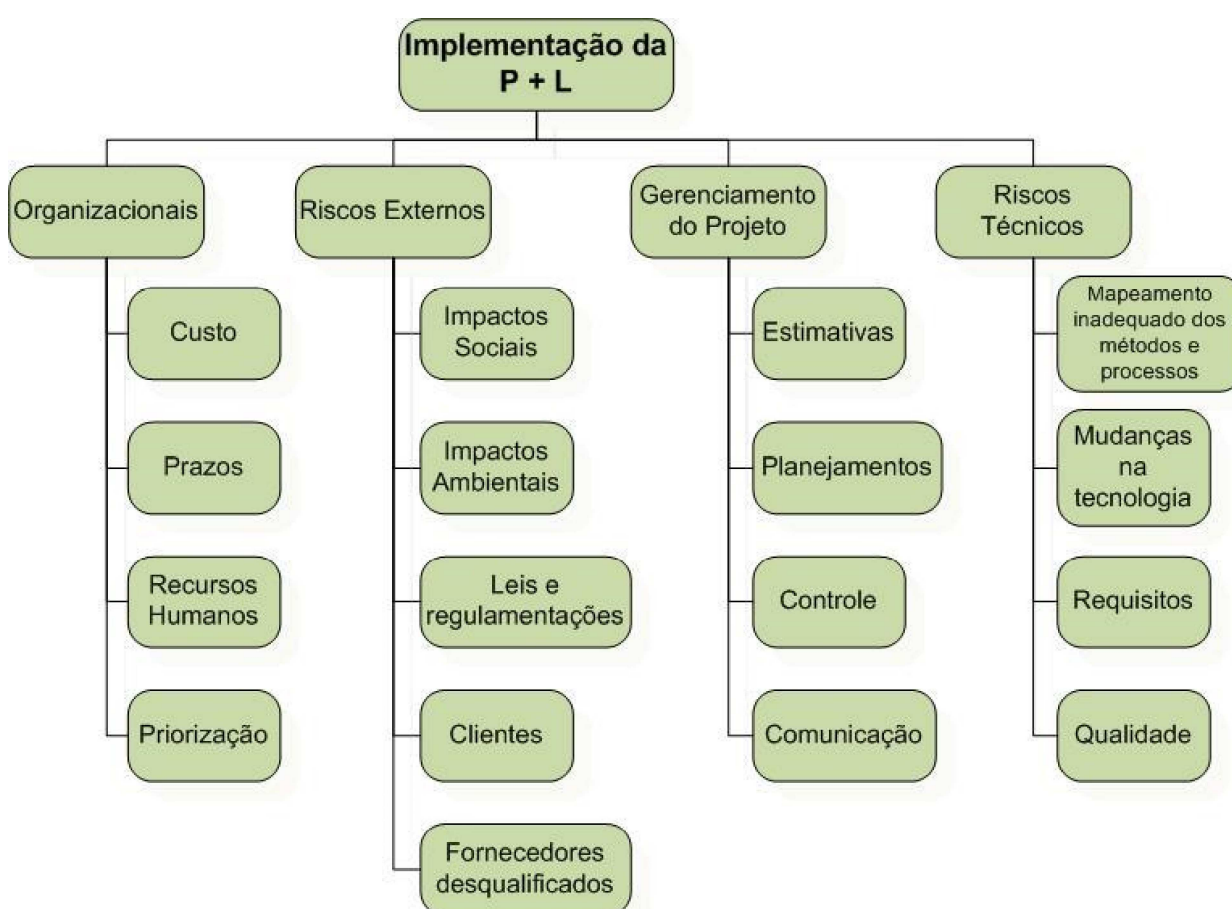 Implementação da
P + L
Organizacionais
Riscos Externos
Gerenciamento
do Projeto
Riscos
Técnicos
Custo
Prazos
Recursos
Humanos
Priorização
Impactos
Sociais
Impactos
Ambientais
Leis e
regulamentações
Clientes
Fornecedores
desqualificados
Estimativas
Planejamentos
Controle
Comunicação
Mapeamento
inadequado dos
métodos e
processos
Mudanças
na
tecnologia
Requisitos
Qualidade